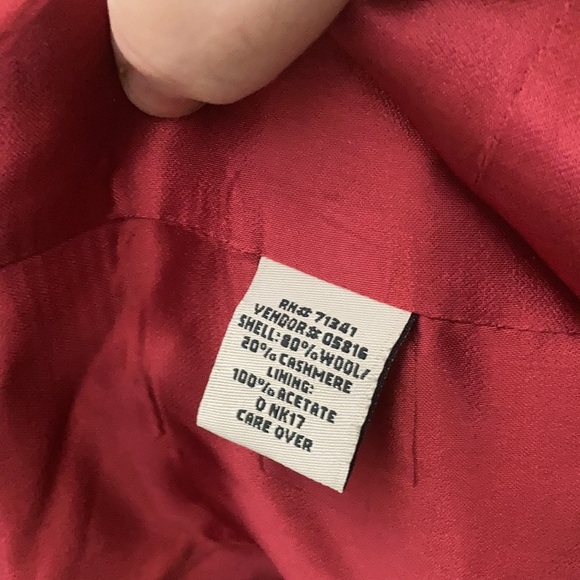 RN# 71341
VENDOR# 05816
SHELL:80%WOOL/
20% CASHMERE
LINING:
100% ACETATE
0 NK17
CARE OVER